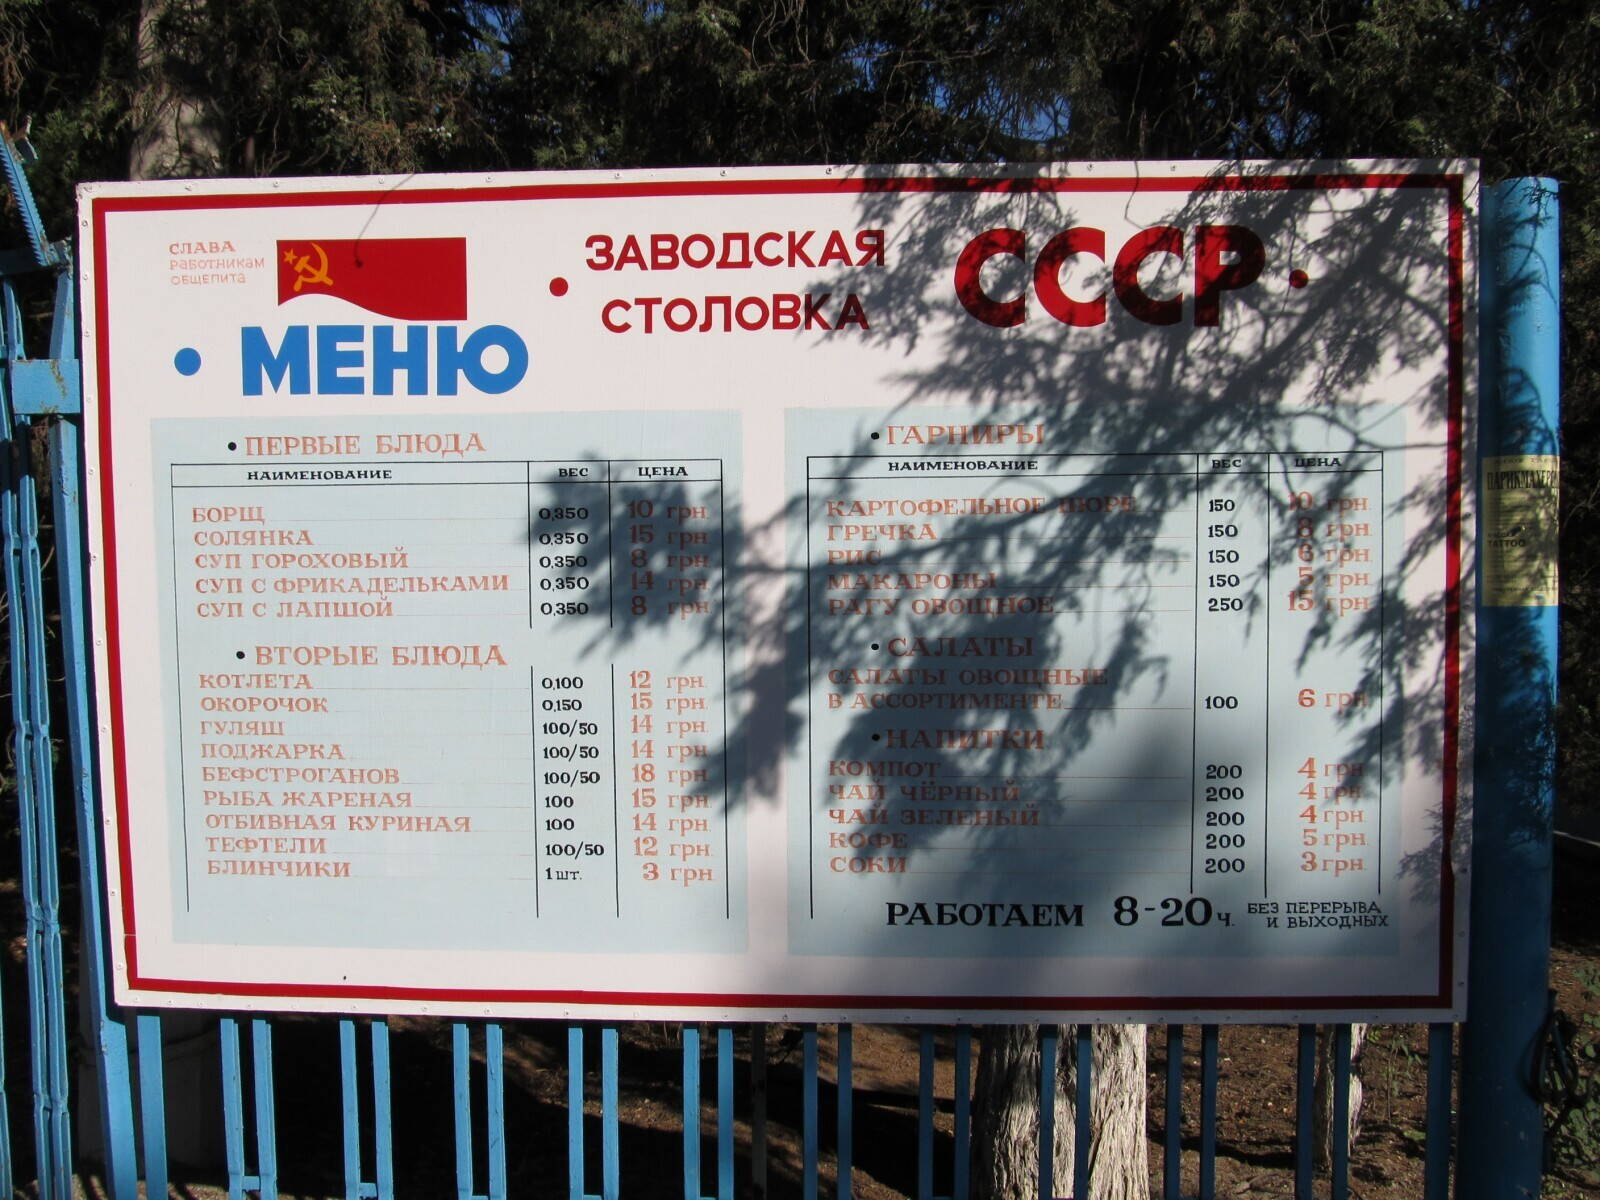 СЛАВА
РАБОТНИКАМ
ОБЩЕПИТА
• МЕНЮ
• ЗАВОДСКАЯ
СТОЛОВКА
СССР •
• ПЕРВЫЕ БЛЮДА
НАИМЕНОВАНИЕ ВЕС ЦЕНА
БОРЩ 0,350 10 грн.
СОЛЯНКА 0,350 15 грн.
СУП ГОРОХОВЫЙ 0,350 8 грн.
СУП С ФРИКАДЕЛЬКАМИ 0,350 14 грн.
СУП С ЛАПШОЙ 0,350 8 грн.
• ВТОРЫЕ БЛЮДА
КОТЛЕТА 0,100 12 грн.
ОКОРОЧОК 0,150 15 грн.
ГУЛЯШ 100/50 14 грн.
ПОДЖАРКА 100/50 14 грн.
БЕФСТРОГАНОВ 100/50 18 грн.
РЫБА ЖАРЕНАЯ 100 15 грн.
ОТБИВНАЯ КУРИНАЯ 100 14 грн.
ТЕФТЕЛИ 100/50 12 грн.
БЛИНЧИКИ 1 шт. 3 грн.
• ГАРНИРЫ
НАИМЕНОВАНИЕ ВЕС ЦЕНА
КАРТОФЕЛЬНОЕ ПЮРЕ 150 10 грн.
ГРЕЧКА 150 8 грн.
РИС 150 6 грн.
МАКАРОНЫ 150 5 грн.
РАГУ ОВОЩНОЕ 250 15 грн.
• САЛАТЫ
САЛАТЫ ОВОЩНЫЕ
В АССОРТИМЕНТЕ 100 6 грн.
• НАПИТКИ
КОМПОТ 200 4 грн.
ЧАЙ ЧЁРНЫЙ 200 4 грн.
ЧАЙ ЗЕЛЕНЫЙ 200 4 грн.
КОФЕ 200 5 грн.
СОКИ 200 3 грн.
РАБОТАЕМ 8-20 ч. БЕЗ ПЕРЕРЫВА
И ВЫХОДНЫХ
TATTOO